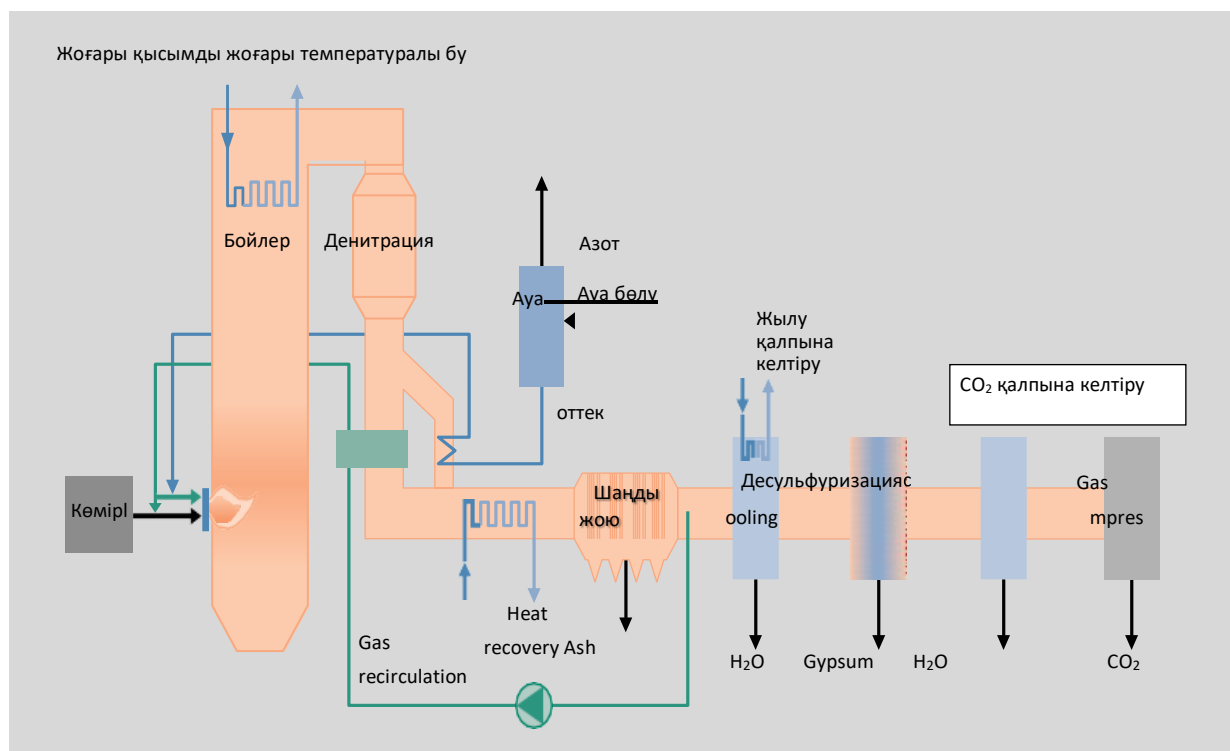 Жоғары қысымды жоғары температуралы бу
Бойлер
Денитрация
Азот
Ауа
Ауа бөлу
Жылу
қалпына
келтіру
CO₂ қалпына келтіру
оттек
Көмірl
Шаңды
жою
Десульфуризацияс
ooling
Gas
mpres
Heat
recovery Ash
Gas
recirculation
H₂O
Gypsum
H₂O
CO₂